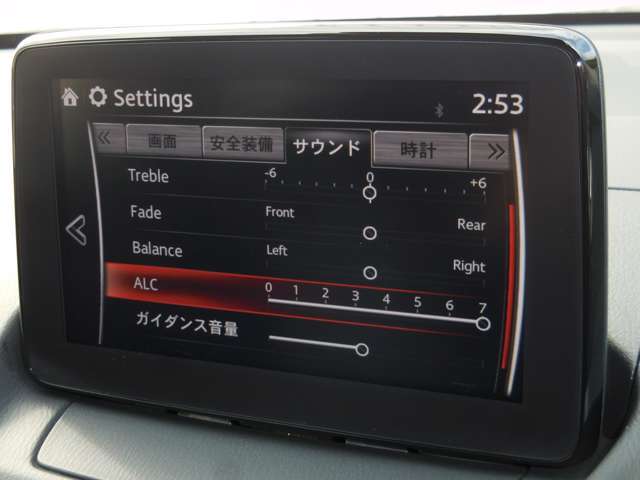 Settings 2:53
« 画面 安全装備 サウンド 時計 »
Treble -6 0 +6
Fade Front Rear
Balance Left Right
ALC 0 1 2 3 4 5 6 7
ガイダンス音量